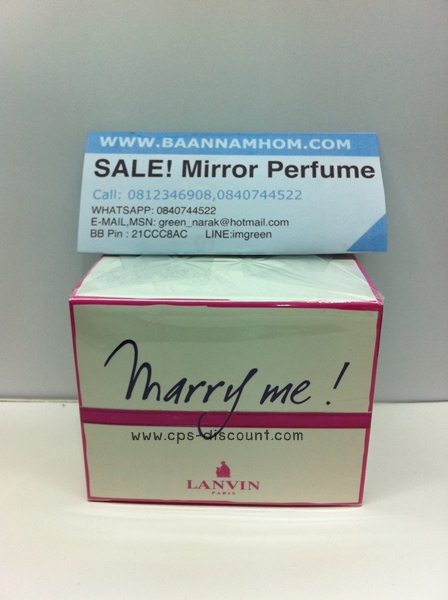 WWW.BAANNAMHOM.COM
SALE! Mirror Perfume
Call: 0812346908,0840744522
WHATSAPP: 0840744522
E-MAIL,MSN: green_narak@hotmail.com
BB Pin : 21CCC8AC LINE:imgreen
Marry me !
www.cps-discount.com
LANVIN
PARIS